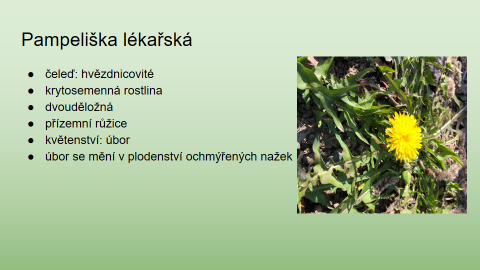 Pampeliška lékařská
● čeleď: hvězdnicovité
● krytosemenná rostlina
● dvouděložná
● přízemní růžice
● květenství: úbor
● úbor se mění v plodenství ochmýřených nažek